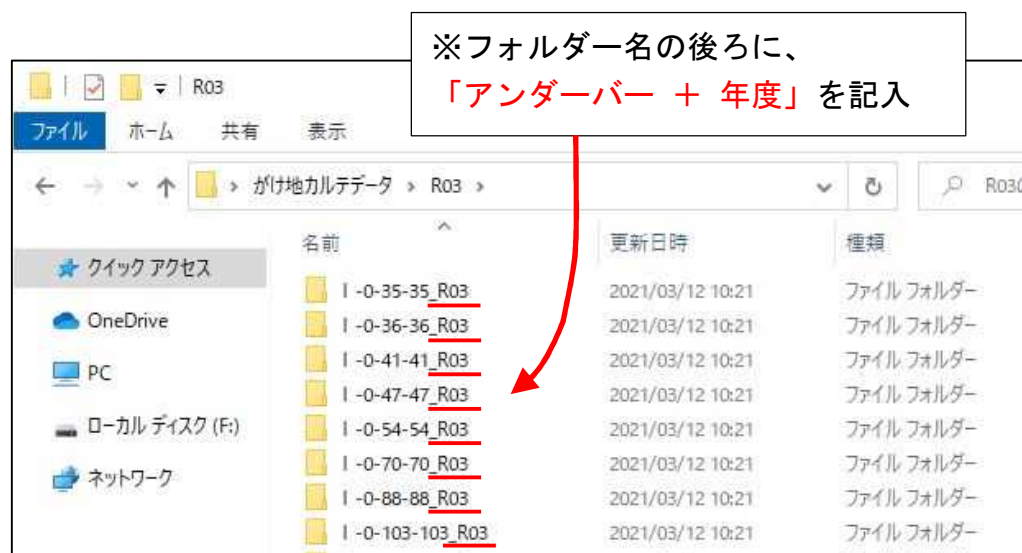 ※フォルダー名の後ろに、
「アンダーバー + 年度」を記入
R03
ファイル ホーム 共有 表示
がけ地カルテデータ › R03 ›
名前 更新日時 種類
クイック アクセス
OneDrive
PC
ローカル ディスク (F:)
ネットワーク
Ⅰ-0-35-35_R03 2021/03/12 10:21 ファイル フォルダー
Ⅰ-0-36-36_R03 2021/03/12 10:21 ファイル フォルダー
Ⅰ-0-41-41_R03 2021/03/12 10:21 ファイル フォルダー
Ⅰ-0-47-47_R03 2021/03/12 10:21 ファイル フォルダー
Ⅰ-0-54-54_R03 2021/03/12 10:21 ファイル フォルダー
Ⅰ-0-70-70_R03 2021/03/12 10:21 ファイル フォルダー
Ⅰ-0-88-88_R03 2021/03/12 10:21 ファイル フォルダー
Ⅰ-0-103-103_R03 2021/03/12 10:21 ファイル フォルダー